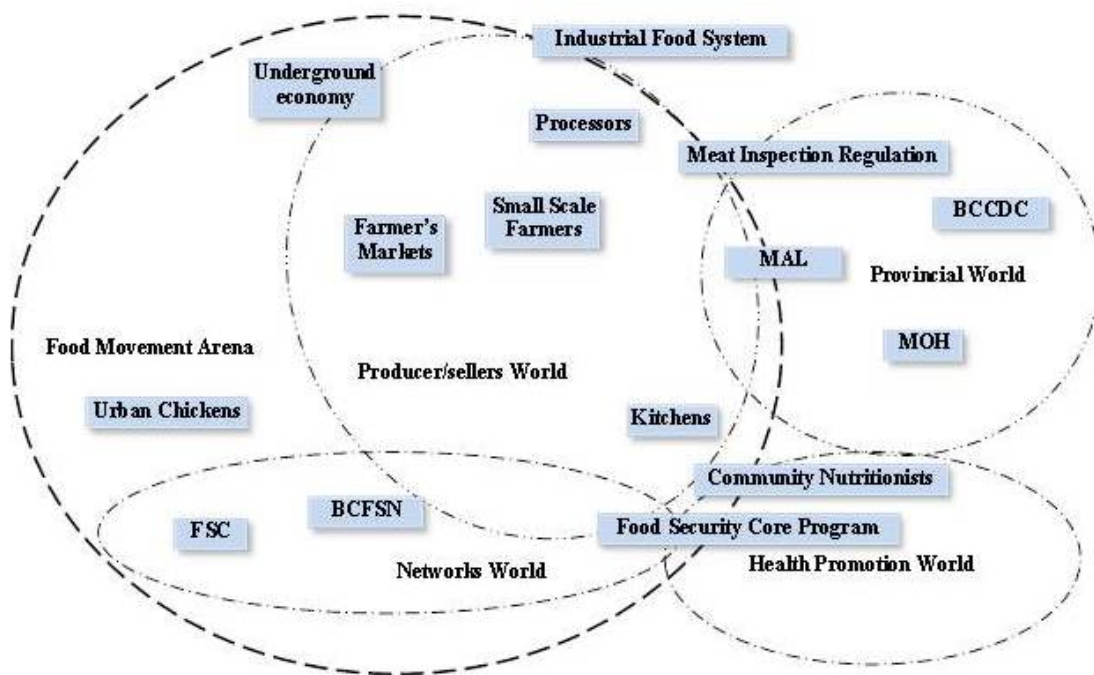 Industrial Food System
Underground
economy
Processors
Meat Inspection Regulation
Small Scale
Farmers
BCCDC
Farmer's
Markets
MAL
Provincial World
Food Movement Arena
MOH
Producer/sellers World
Urban Chickens
Kitchens
Community Nutritionists
BCFSN
FSC
Food Security Core Program
Networks World
Health Promotion World